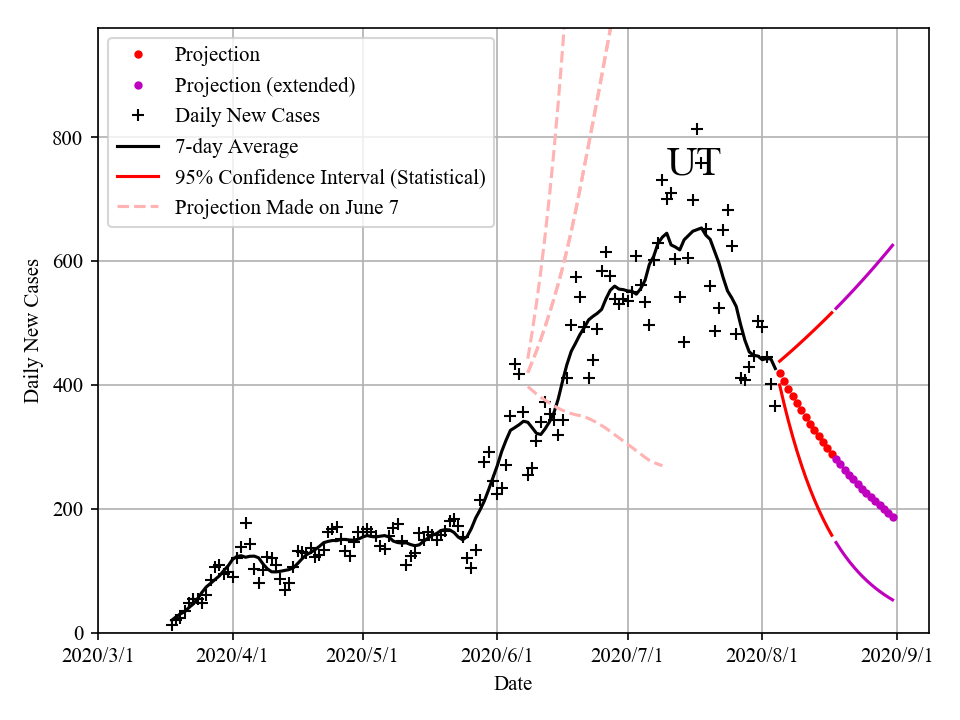 Projection
Projection (extended)
Daily New Cases
7-day Average
95% Confidence Interval (Statistical)
Projection Made on June 7
UT
Daily New Cases
800
600
400
200
0
2020/3/1 2020/4/1 2020/5/1 2020/6/1 2020/7/1 2020/8/1 2020/9/1
Date